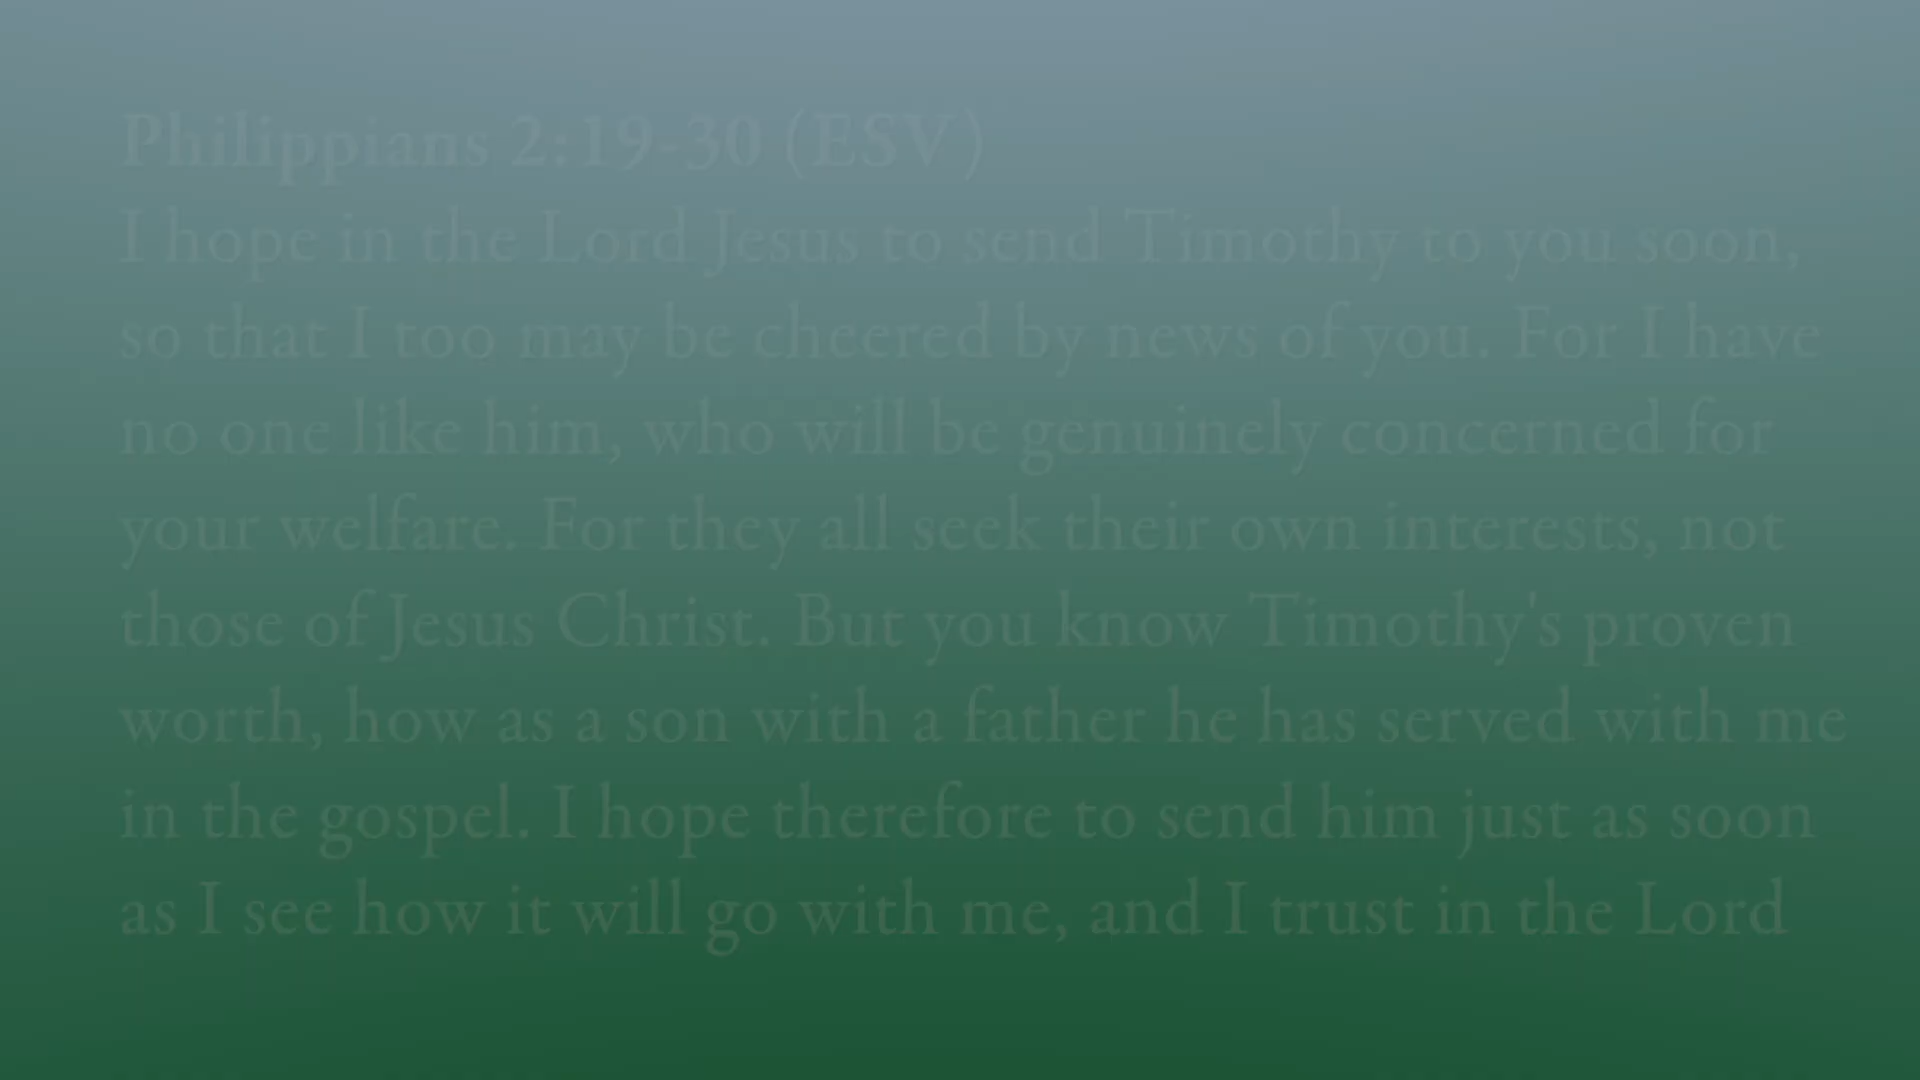 Philippians 2:19-30 (ESV)
I hope in the Lord Jesus to send Timothy to you soon,
so that I too may be cheered by news of you. For I have
no one like him, who will be genuinely concerned for
your welfare. For they all seek their own interests, not
those of Jesus Christ. But you know Timothy's proven
worth, how as a son with a father he has served with me
in the gospel. I hope therefore to send him just as soon
as I see how it will go with me, and I trust in the Lord